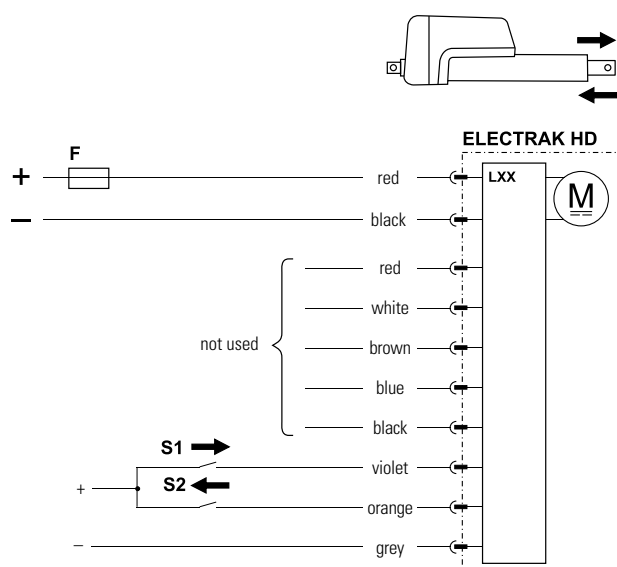 ELECTRAK HD
F
+ red LXX
M
− black
red
white
not used brown
blue
black
S1 violet
+ S2
orange
− grey